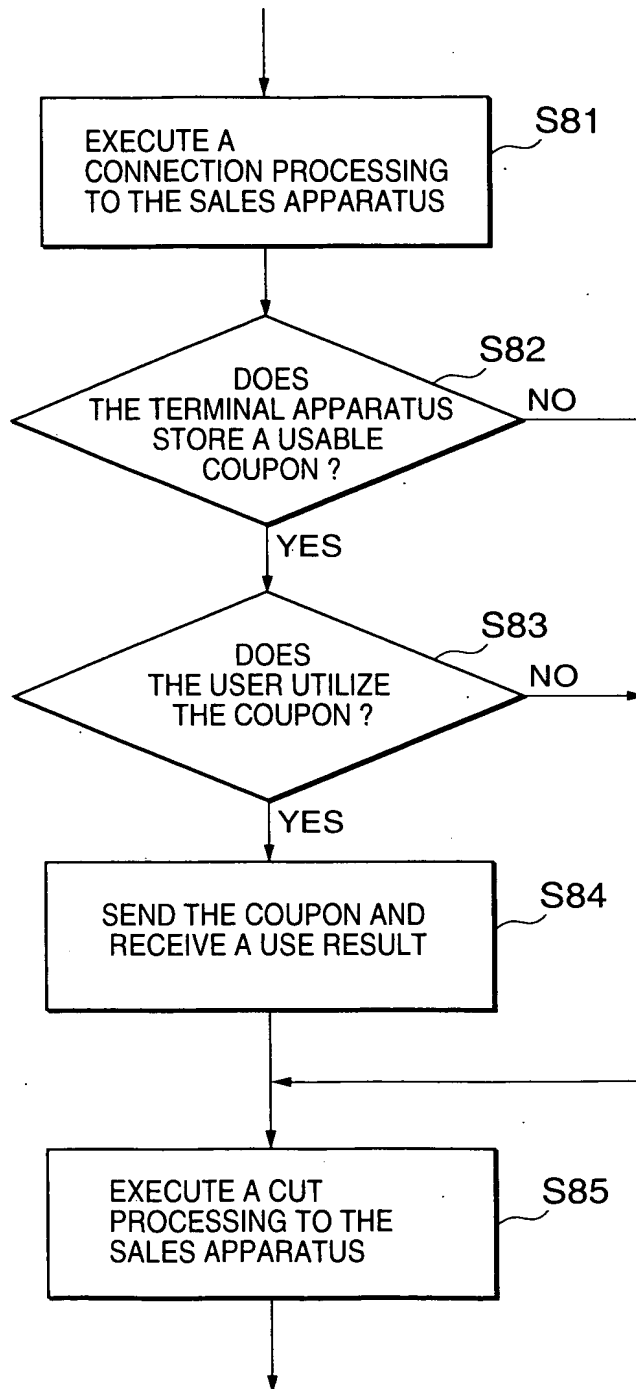 S81
EXECUTE A
CONNECTION PROCESSING
TO THE SALES APPARATUS
S82
DOES
THE TERMINAL APPARATUS
STORE A USABLE
COUPON ?
NO
YES
S83
DOES
THE USER UTILIZE
THE COUPON ?
NO
YES
S84
SEND THE COUPON AND
RECEIVE A USE RESULT
S85
EXECUTE A CUT
PROCESSING TO THE
SALES APPARATUS